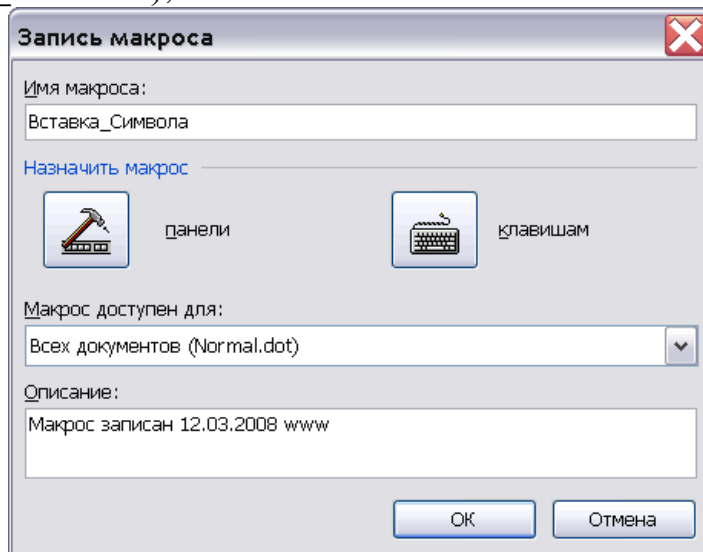 Запись макроса
Имя макроса:
Вставка_Символа
Назначить макрос
панели
клавишам
Макрос доступен для:
Всех документов (Normal.dot)
Описание:
Макрос записан 12.03.2008 www
ОК
Отмена